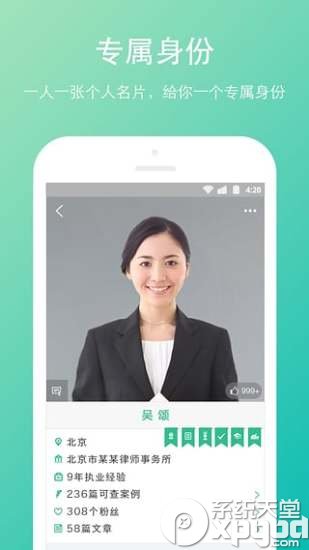 专属身份
一人一张个人名片，给你一个专属身份
4:20
999+
吴 颂
北京
北京市某某律师事务所
9年执业经验
236篇可查案例
308个粉丝
58篇文章
系统天堂
xpgod
.com